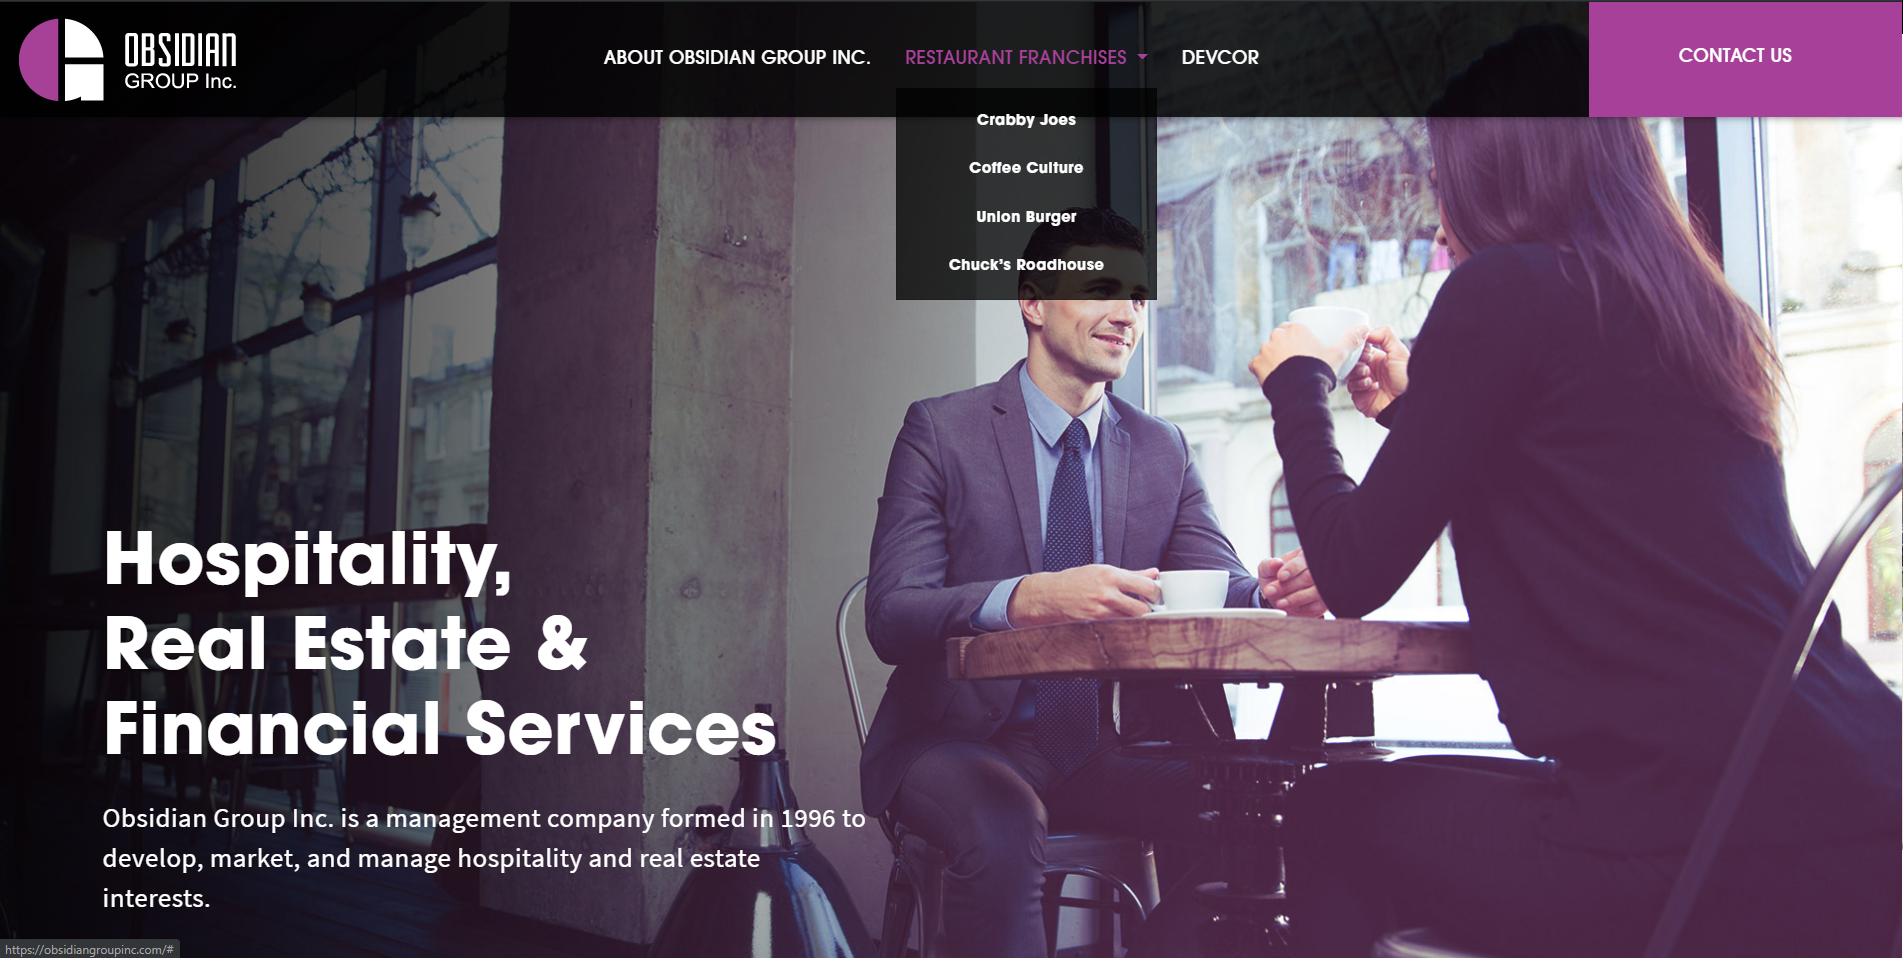 OBSIDIAN
GROUP Inc.
ABOUT OBSIDIAN GROUP INC.
RESTAURANT FRANCHISES
DEVCOR
CONTACT US
Crabby Joes
Coffee Culture
Union Burger
Chuck's Roadhouse
Hospitality,
Real Estate &
Financial Services
Obsidian Group Inc. is a management company formed in 1996 to
develop, market, and manage hospitality and real estate
interests.
https://obsidiangroupinc.com/#